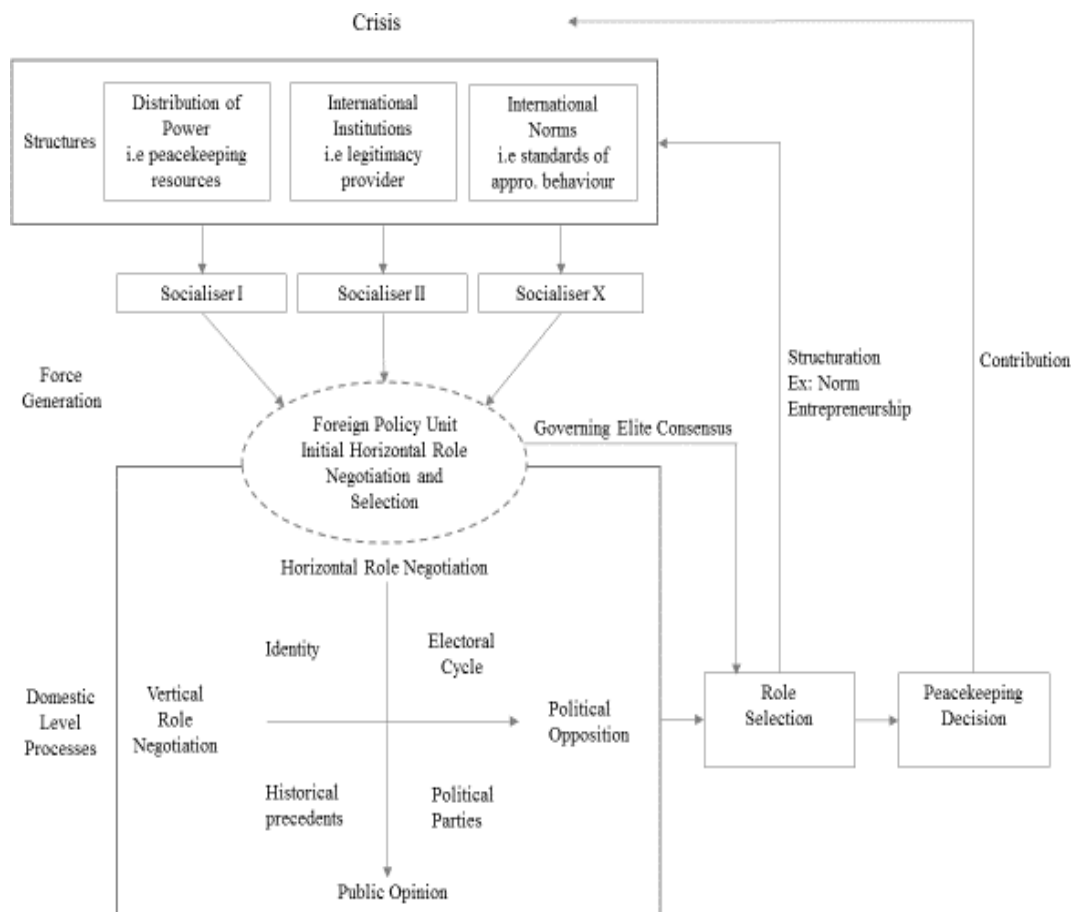 Crisis
Structures
Distribution of
Power
i.e peacekeeping
resources
International
Institutions
i.e legitimacy
provider
International
Norms
i.e standards of
appro. behaviour
Socialiser I
Socialiser II
Socialiser X
Force
Generation
Structuration
Ex: Norm
Entrepreneurship
Contribution
Foreign Policy Unit
Initial Horizontal Role
Negotiation and
Selection
Governing Elite Consensus
Horizontal Role Negotiation
Identity
Electoral
Cycle
Domestic
Level
Processes
Vertical
Role
Negotiation
Political
Opposition
Role
Selection
Peacekeeping
Decision
Historical
precedents
Political
Parties
Public Opinion